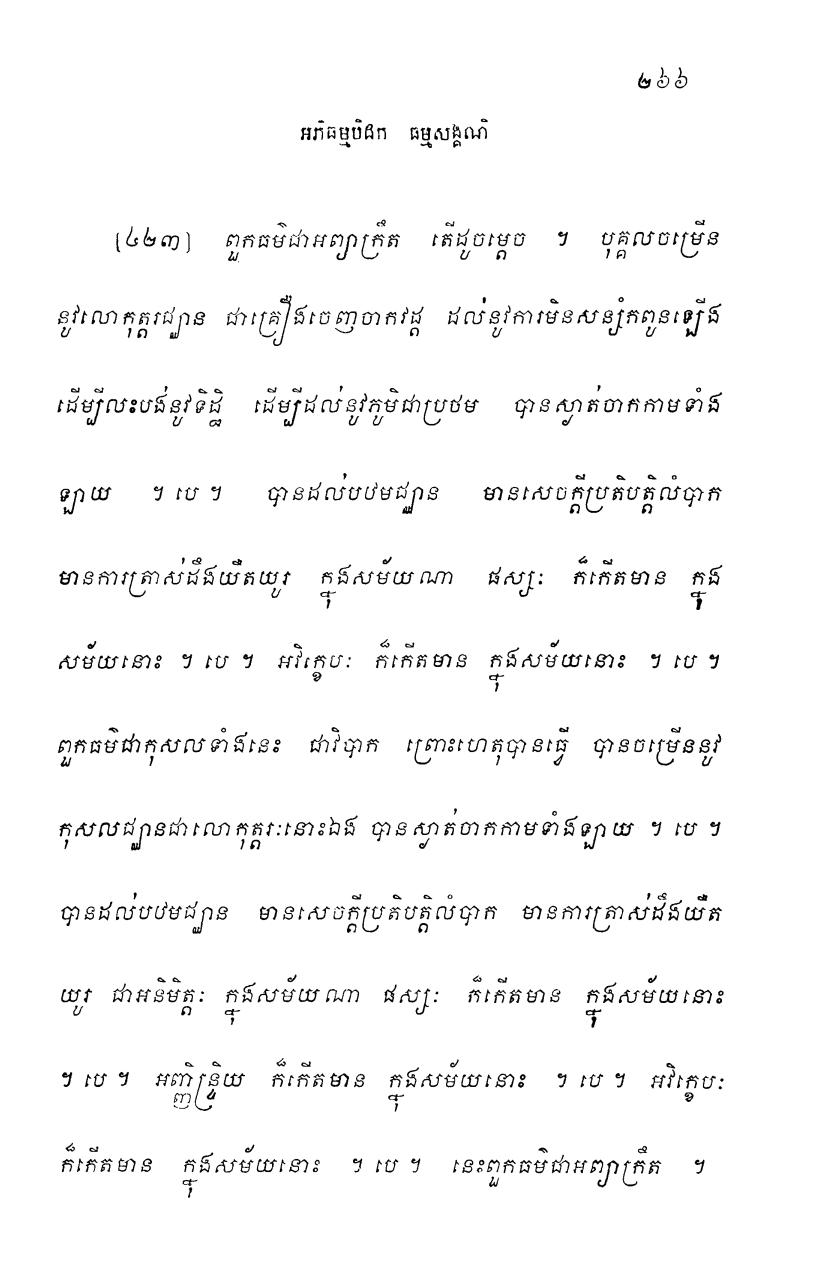 ២៦៦
អភិធម្មបិដក ធម្មសង្គណិ
[៤២៣] ពួកធម៌ជាអព្យាក្រឹត តើដូចម្តេច ។ បុគ្គលចម្រើន
នូវលោកុត្តរជ្ឈាន ជាគ្រឿងចេញចាកវដ្ត ដល់នូវការមិនសន្សំកពូនឡើង
ដើម្បីលះបង់នូវទិដ្ឋិ ដើម្បីដល់នូវភូមិជាប្រថម បានស្ងាត់ចាកកាមទាំង
ឡាយ ។ បេ ។ បានដល់បឋមជ្ឈាន មានសេចក្តីប្រតិបត្តិលំបាក
មានការត្រាស់ដឹងយឺតយូរ ក្នុងសម័យណា ផស្សៈ ក៏កើតមាន ក្នុង
សម័យនោះ ។ បេ ។ អវិក្ខេបៈ ក៏កើតមាន ក្នុងសម័យនោះ ។ បេ ។
ពួកធម៌ជាកុសលទាំងនេះ ជាវិបាក ព្រោះហេតុបានធ្វើ បានចម្រើននូវ
កុសលជ្ឈានជាលោកុត្តរៈនោះឯង បានស្ងាត់ចាកកាមទាំងឡាយ ។ បេ ។
បានដល់បឋមជ្ឈាន មានសេចក្តីប្រតិបត្តិលំបាក មានការត្រាស់ដឹងយឺត
យូរ ជាអនិមិត្តៈ ក្នុងសម័យណា ផស្សៈ ក៏កើតមាន ក្នុងសម័យនោះ
។ បេ ។ អញ្ញិន្ទ្រិយ ក៏កើតមាន ក្នុងសម័យនោះ ។ បេ ។ អវិក្ខេបៈ
ក៏កើតមាន ក្នុងសម័យនោះ ។ បេ ។ នេះពួកធម៌ជាអព្យាក្រឹត ។